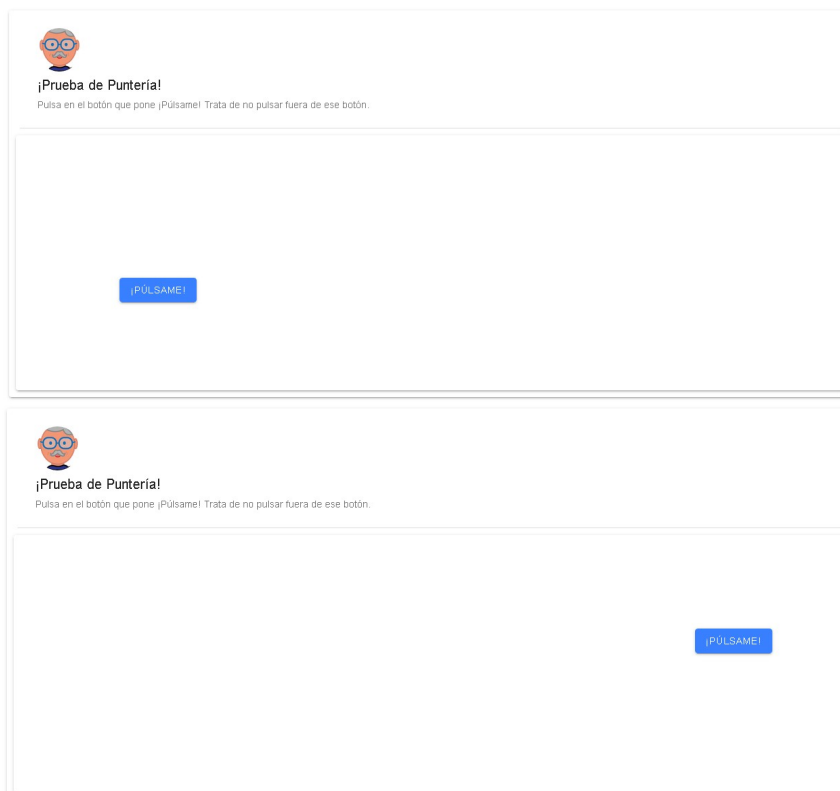 ¡Prueba de Puntería!
Pulsa en el botón que pone ¡Púlsame! Trata de no pulsar fuera de ese botón.
¡PÚLSAME!
¡Prueba de Puntería!
Pulsa en el botón que pone ¡Púlsame! Trata de no pulsar fuera de ese botón.
¡PÚLSAME!